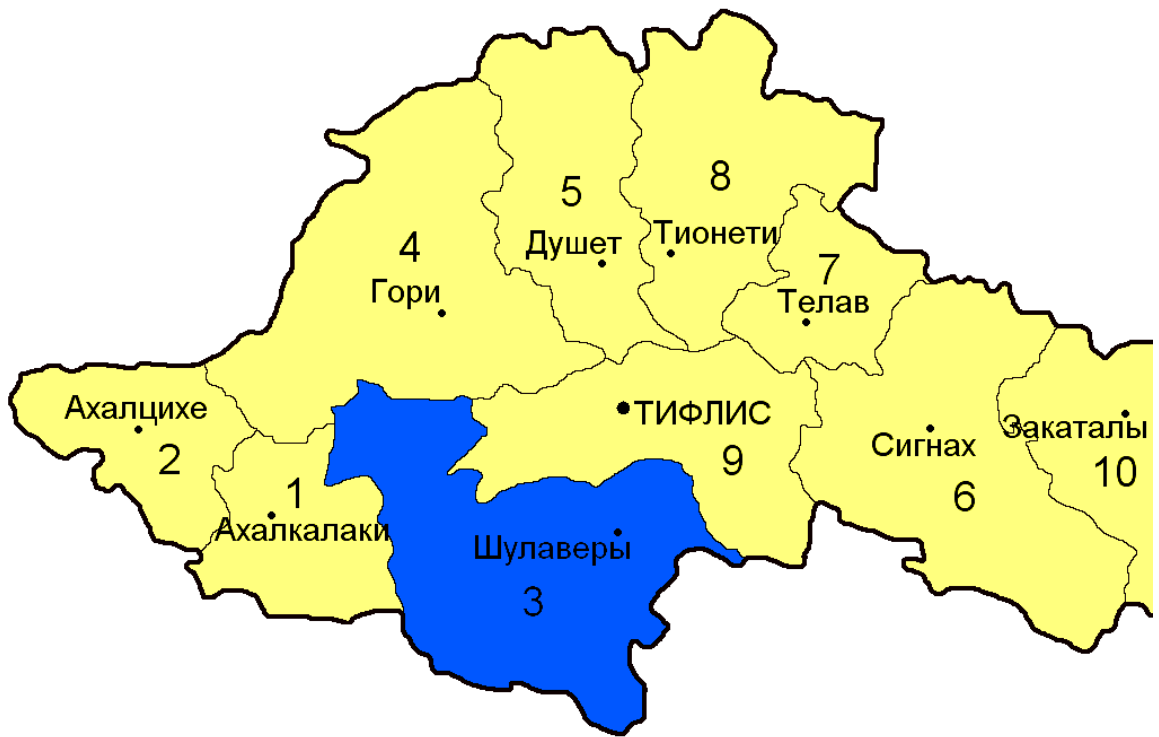 8
5
Тионети
Душет
4
7
Гори
Телав
Ахалцихе
ТИФЛИС
Закаталы
Сигнах
2
9
10
1
6
Ахалкалаки
Шулаверы
3